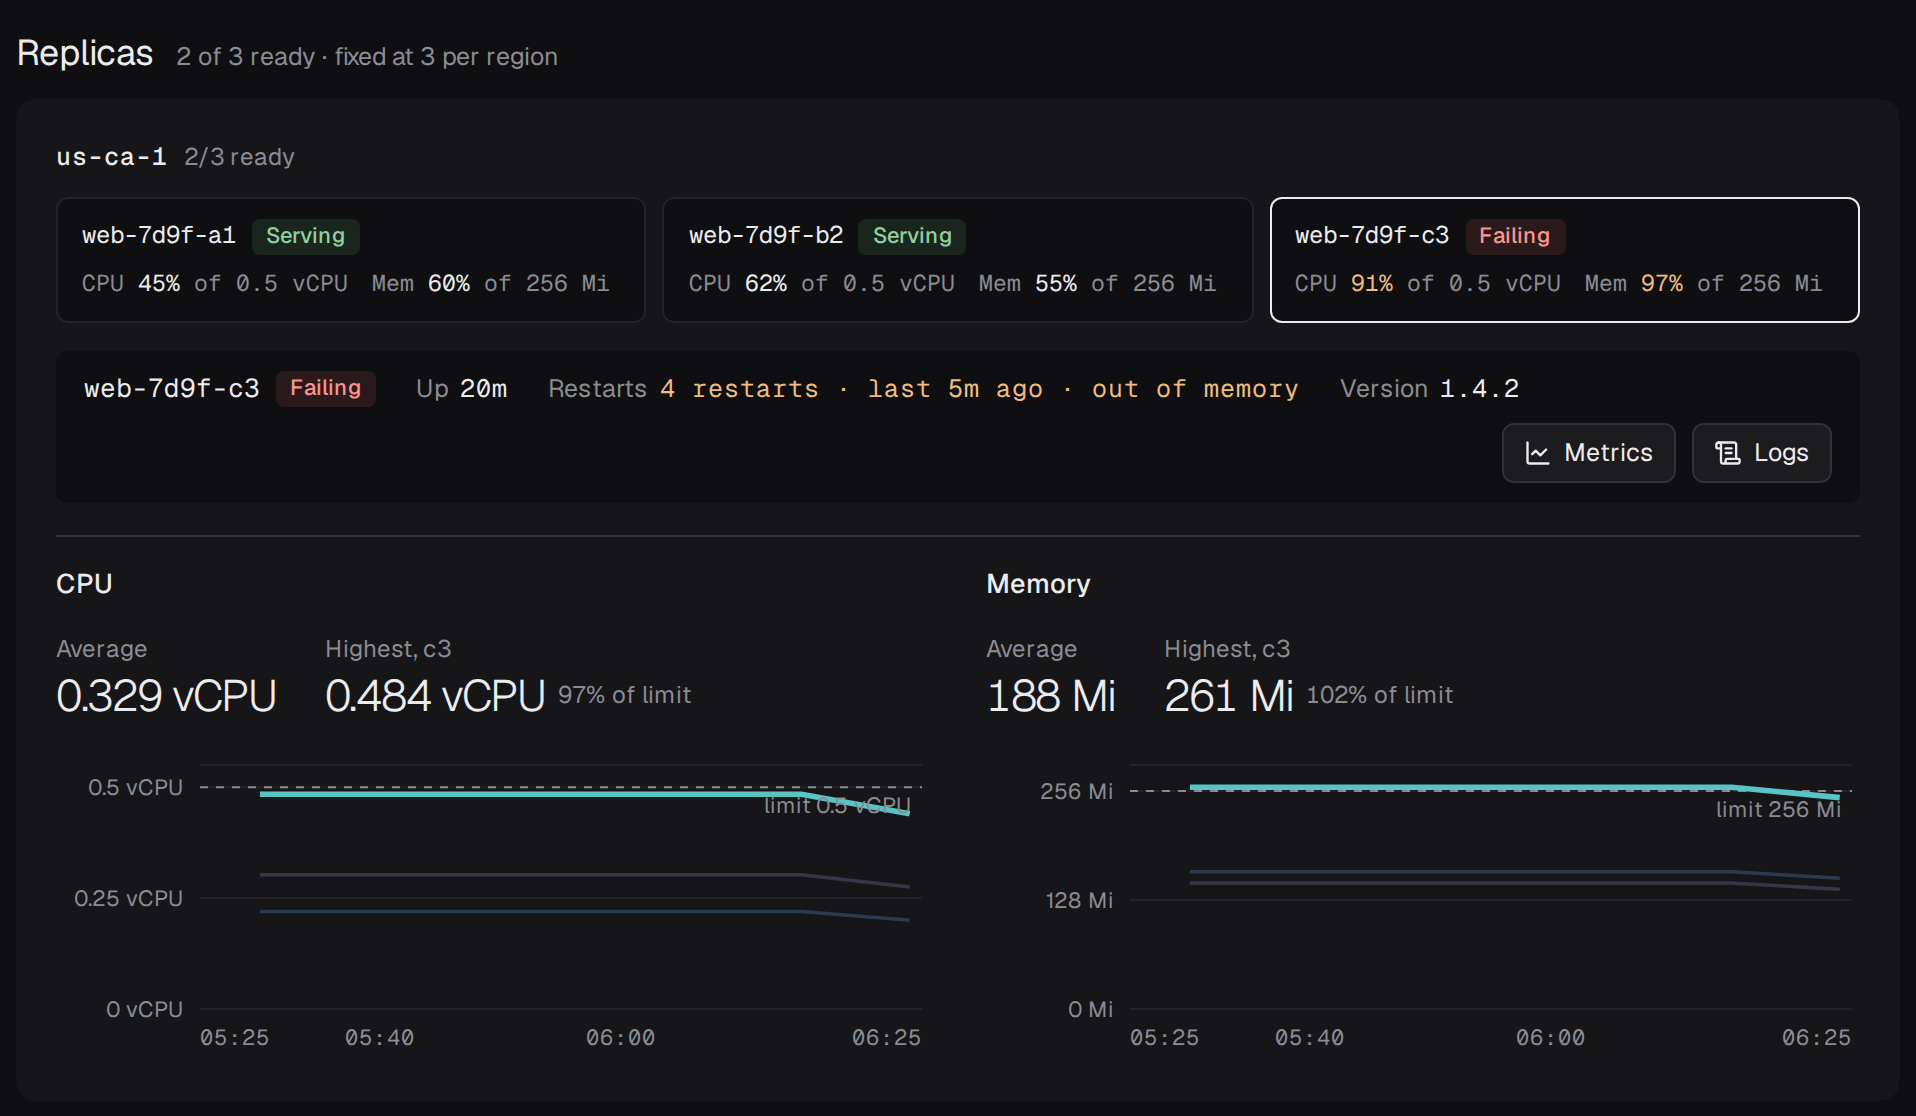 Replicas 2 of 3 ready · fixed at 3 per region
us-ca-1 2/3 ready
web-7d9f-a1 Serving
CPU 45% of 0.5 vCPU Mem 60% of 256 Mi
web-7d9f-b2 Serving
CPU 62% of 0.5 vCPU Mem 55% of 256 Mi
web-7d9f-c3 Failing
CPU 91% of 0.5 vCPU Mem 97% of 256 Mi
web-7d9f-c3 Failing Up 20m Restarts 4 restarts · last 5m ago · out of memory Version 1.4.2
Metrics Logs
CPU
Average
0.329 vCPU
Highest, c3
0.484 vCPU 97% of limit
0.5 vCPU
limit 0.5 vCPU
0.25 vCPU
0 vCPU
05:25 05:40 06:00 06:25
Memory
Average
188 Mi
Highest, c3
261 Mi 102% of limit
256 Mi
limit 256 Mi
128 Mi
0 Mi
05:25 05:40 06:00 06:25